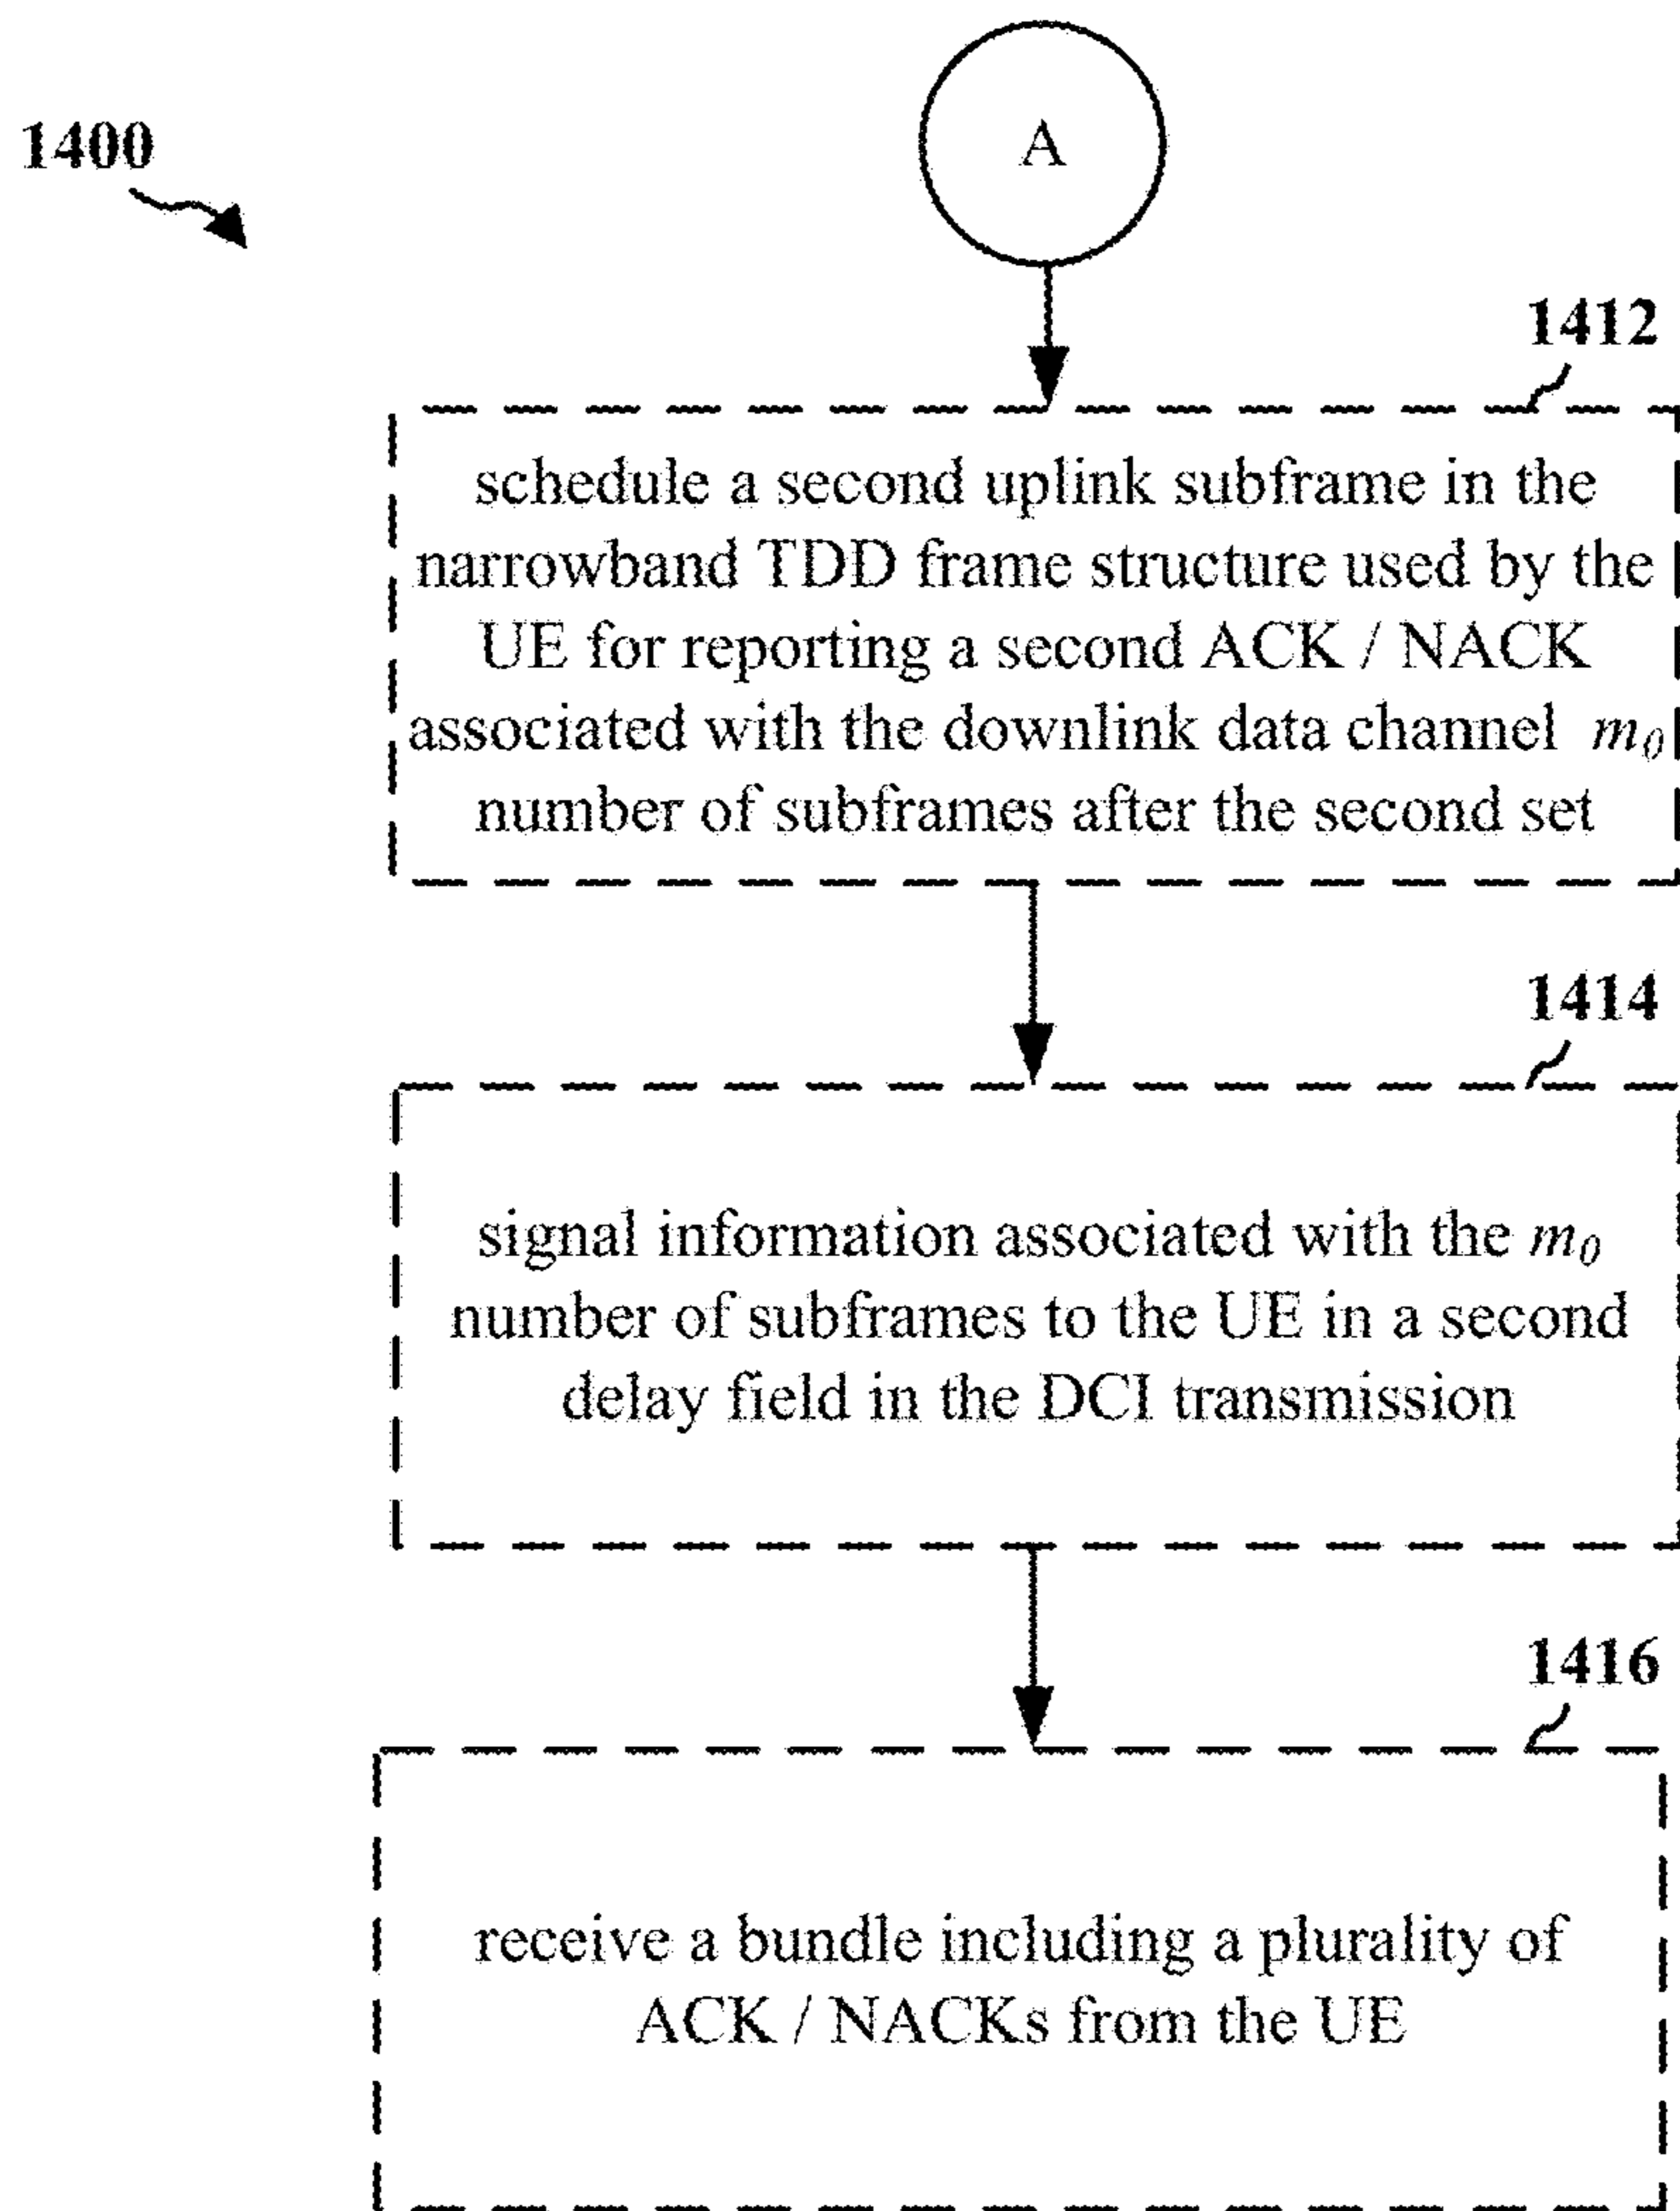 1400
A
1412
schedule a second uplink subframe in the
narrowband TDD frame structure used by the
UE for reporting a second ACK / NACK
associated with the downlink data channel m₀
number of subframes after the second set
1414
signal information associated with the m₀
number of subframes to the UE in a second
delay field in the DCI transmission
1416
receive a bundle including a plurality of
ACK / NACKs from the UE